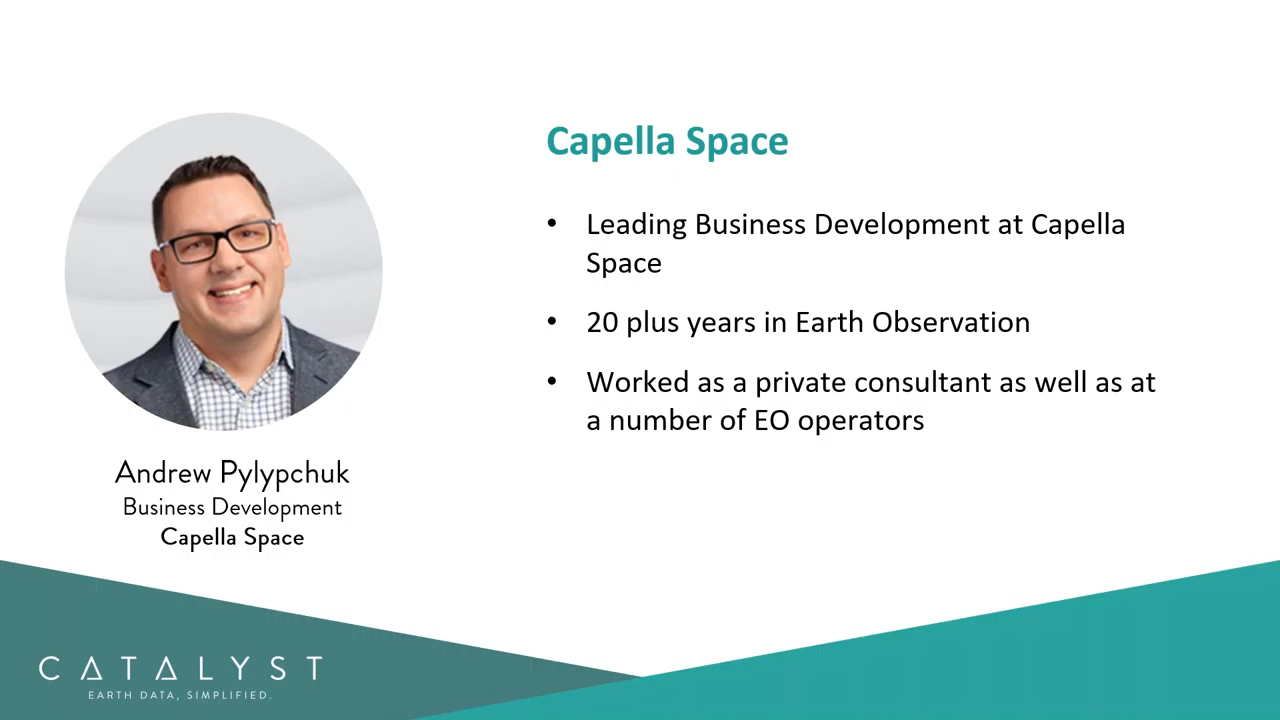 Capella Space
• Leading Business Development at Capella
Space
• 20 plus years in Earth Observation
• Worked as a private consultant as well as at
a number of EO operators
Andrew Pylypchuk
Business Development
Capella Space
CATALYST
EARTH DATA, SIMPLIFIED.